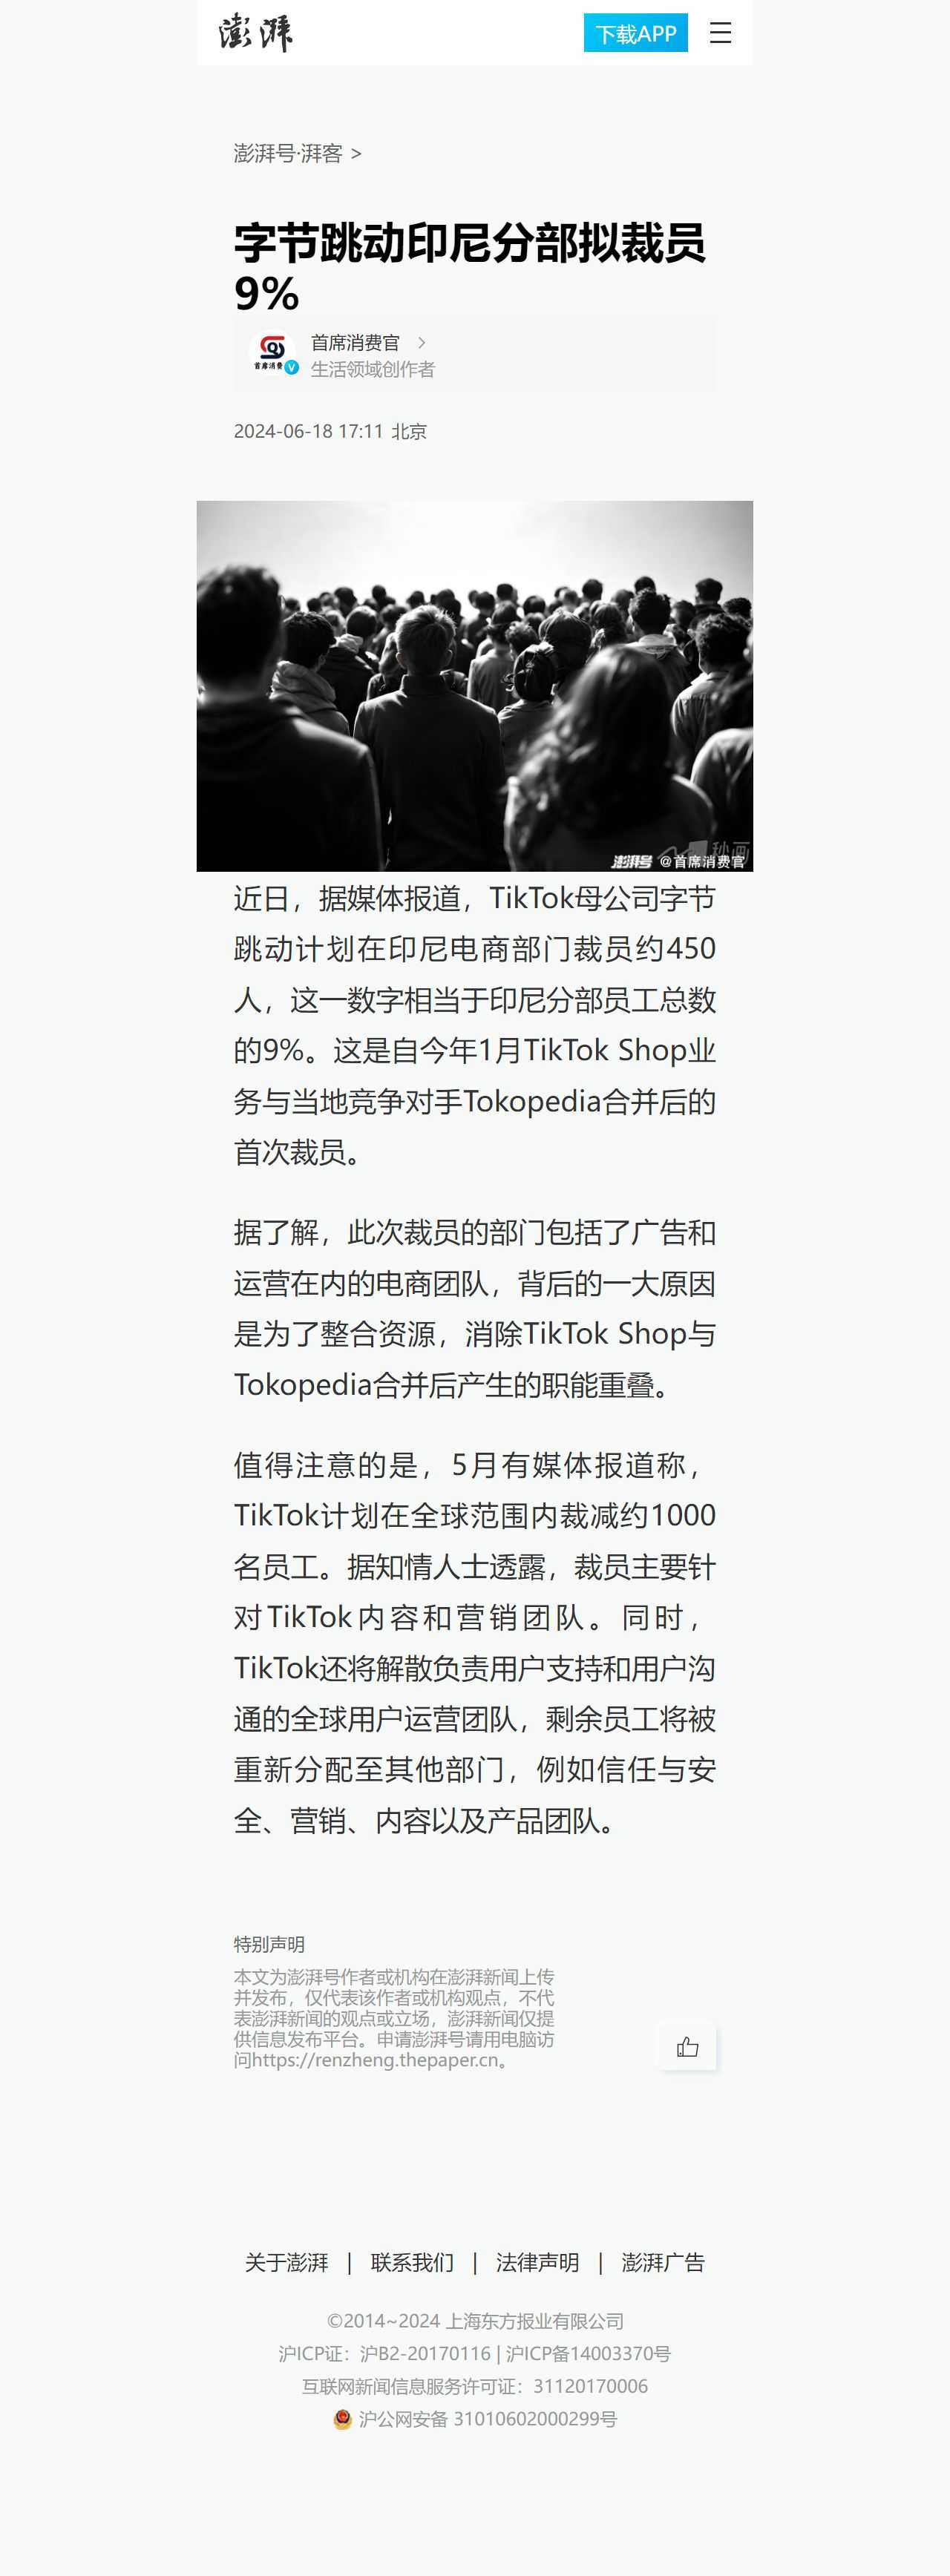 澎湃
下载APP
澎湃号·湃客 >
字节跳动印尼分部拟裁员
9%
首席消费官
首席消费
V
生活领域创作者
2024-06-18 17:11 北京
秒画
澎湃号 @首席消费官
近日，据媒体报道，TikTok母公司字节
跳动计划在印尼电商部门裁员约450
人，这一数字相当于印尼分部员工总数
的9%。这是自今年1月TikTok Shop业
务与当地竞争对手Tokopedia合并后的
首次裁员。
据了解，此次裁员的部门包括了广告和
运营在内的电商团队，背后的一大原因
是为了整合资源，消除TikTok Shop与
Tokopedia合并后产生的职能重叠。
值得注意的是，5月有媒体报道称，
TikTok计划在全球范围内裁减约1000
名员工。据知情人士透露，裁员主要针
对TikTok内容和营销团队。同时，
TikTok还将解散负责用户支持和用户沟
通的全球用户运营团队，剩余员工将被
重新分配至其他部门，例如信任与安
全、营销、内容以及产品团队。
特别声明
本文为澎湃号作者或机构在澎湃新闻上传
并发布，仅代表该作者或机构观点，不代
表澎湃新闻的观点或立场，澎湃新闻仅提
供信息发布平台。申请澎湃号请用电脑访
问https://renzheng.thepaper.cn。
关于澎湃 | 联系我们 | 法律声明 | 澎湃广告
©2014~2024 上海东方报业有限公司
沪ICP证：沪B2-20170116 | 沪ICP备14003370号
互联网新闻信息服务许可证：31120170006
沪公网安备 31010602000299号